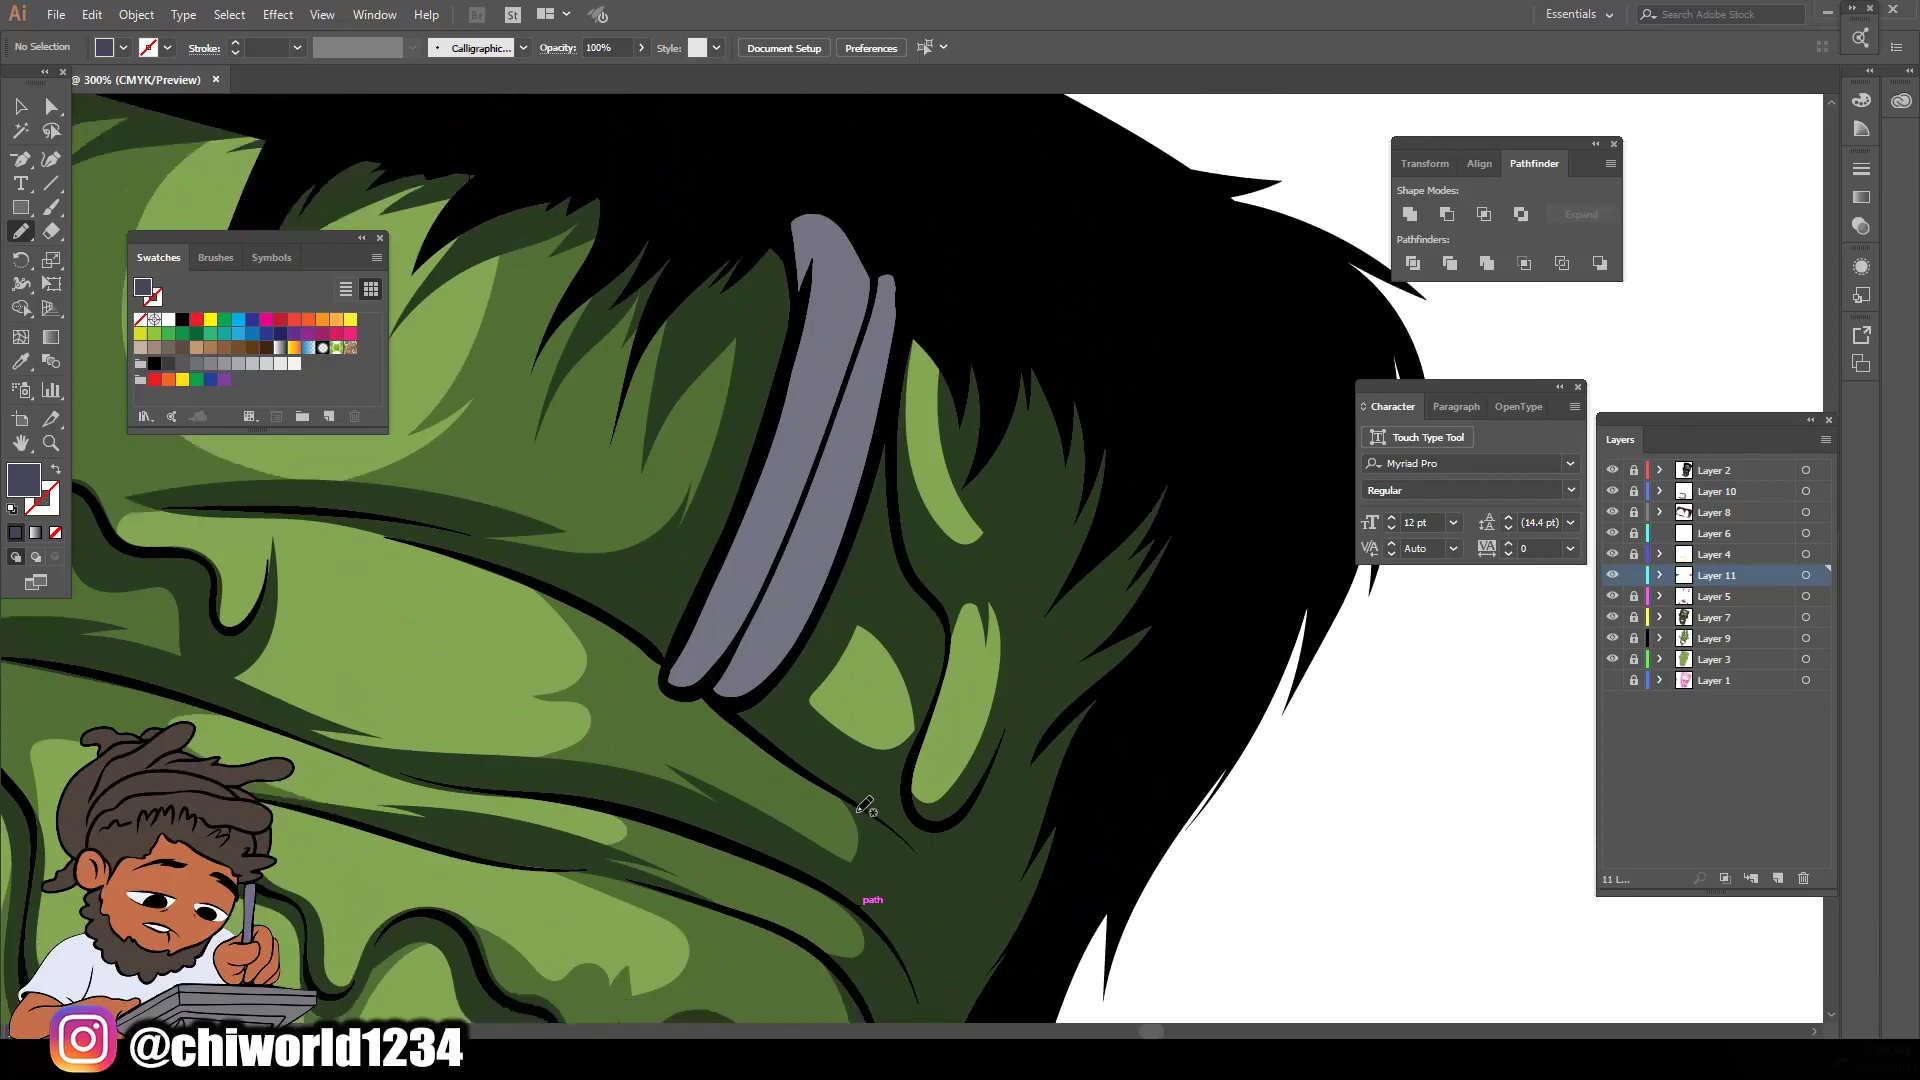 Ai File Edit Object Type Select Effect View Window Help Br St Essentials Search Adobe Stock
No Selection Stroke: Calligraphic... Opacity: 100% Style: Document Setup Preferences
@ 300% (CMYK/Preview)
Transform Align Pathfinder
Shape Modes:
Expand
Pathfinders:
Swatches Brushes Symbols
Character Paragraph OpenType
Touch Type Tool
Myriad Pro
Regular
12 pt (14.4 pt)
Auto 0
Layers
Layer 2
Layer 10
Layer 8
Layer 6
Layer 4
Layer 11
Layer 5
Layer 7
Layer 9
Layer 3
Layer 1
11 L...
path
@chiworld1234